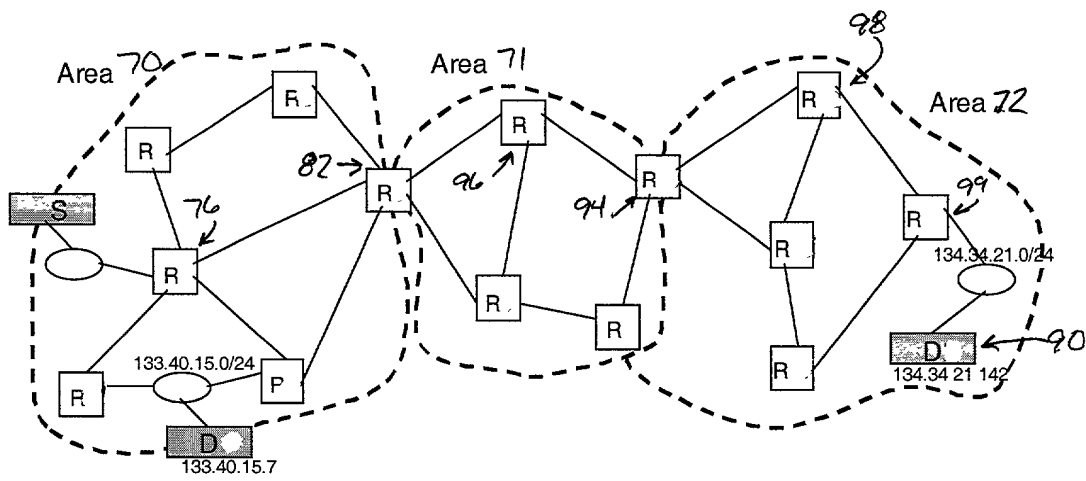 98
Area 70
Area 71
Area 72
R
R
R
R
82→
R
96
94
R
99
S
76
R
R
R
R
134.34.21.0/24
R
R
133.40.15.0/24
R
P
R
D
90
134.34 21 142
D
133.40.15.7